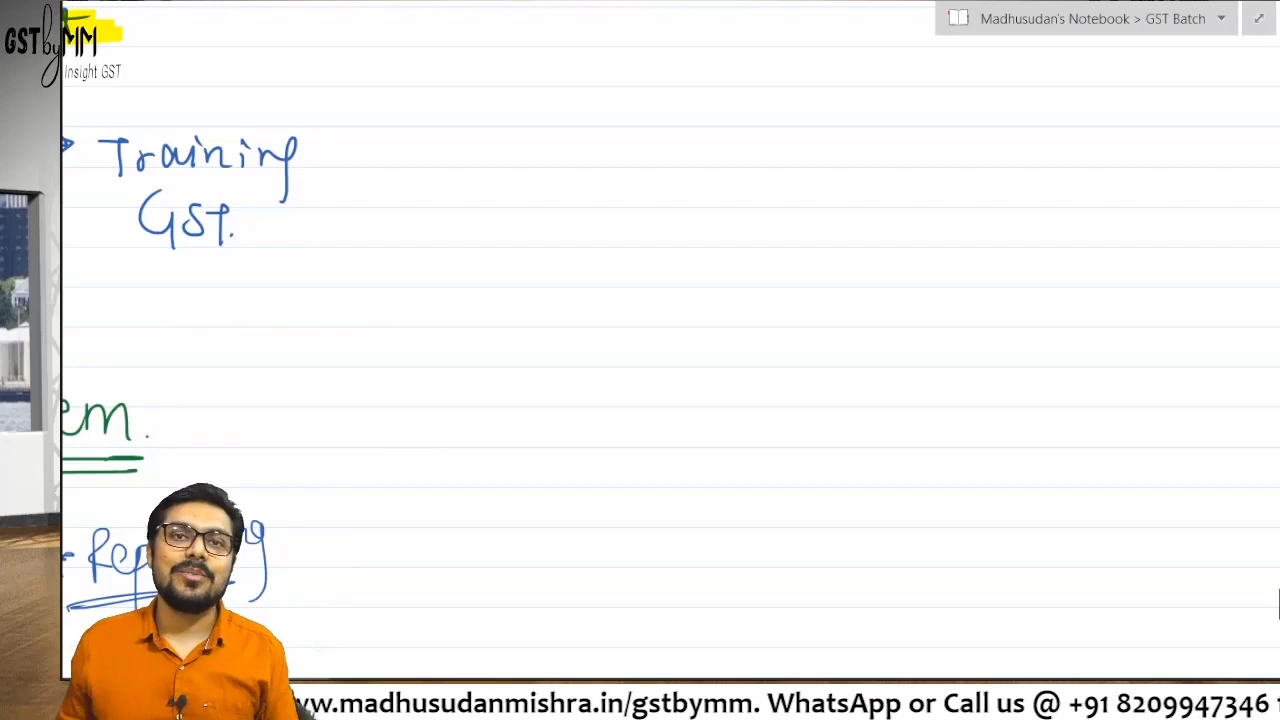 GST by MM
Insight GST
Madhusudan's Notebook > GST Batch
Training
GST.
em.
www.madhusudanmishra.in/gstbymm. WhatsApp or Call us @ +91 8209947346